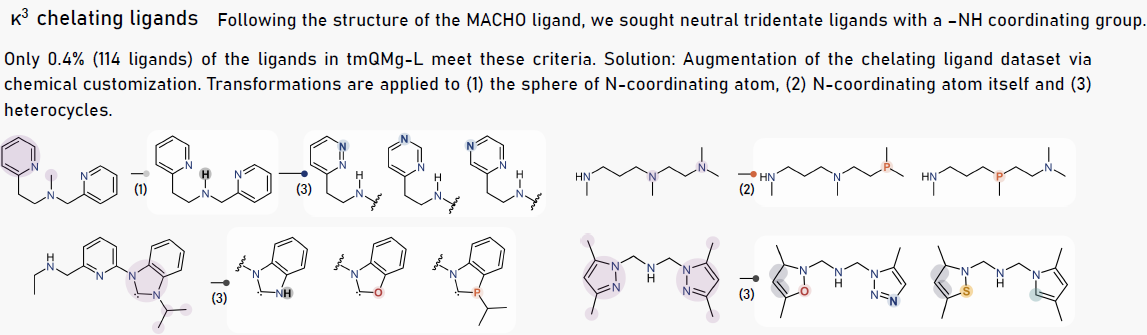 κ³ chelating ligands Following the structure of the MACHO ligand, we sought neutral tridentate ligands with a -NH coordinating group.
Only 0.4% (114 ligands) of the ligands in tmQMg-L meet these criteria. Solution: Augmentation of the chelating ligand dataset via
chemical customization. Transformations are applied to (1) the sphere of N-coordinating atom, (2) N-coordinating atom itself and (3)
heterocycles.
N N N
(1)
N H N N
(3)
N N H N
N N H N
N N H N
HN N N
(2)
HN N P
HN P N
H N N N N
(3)
N NH
N O
N P
N N N H N N
(3)
N O N H N N N
N S N H N